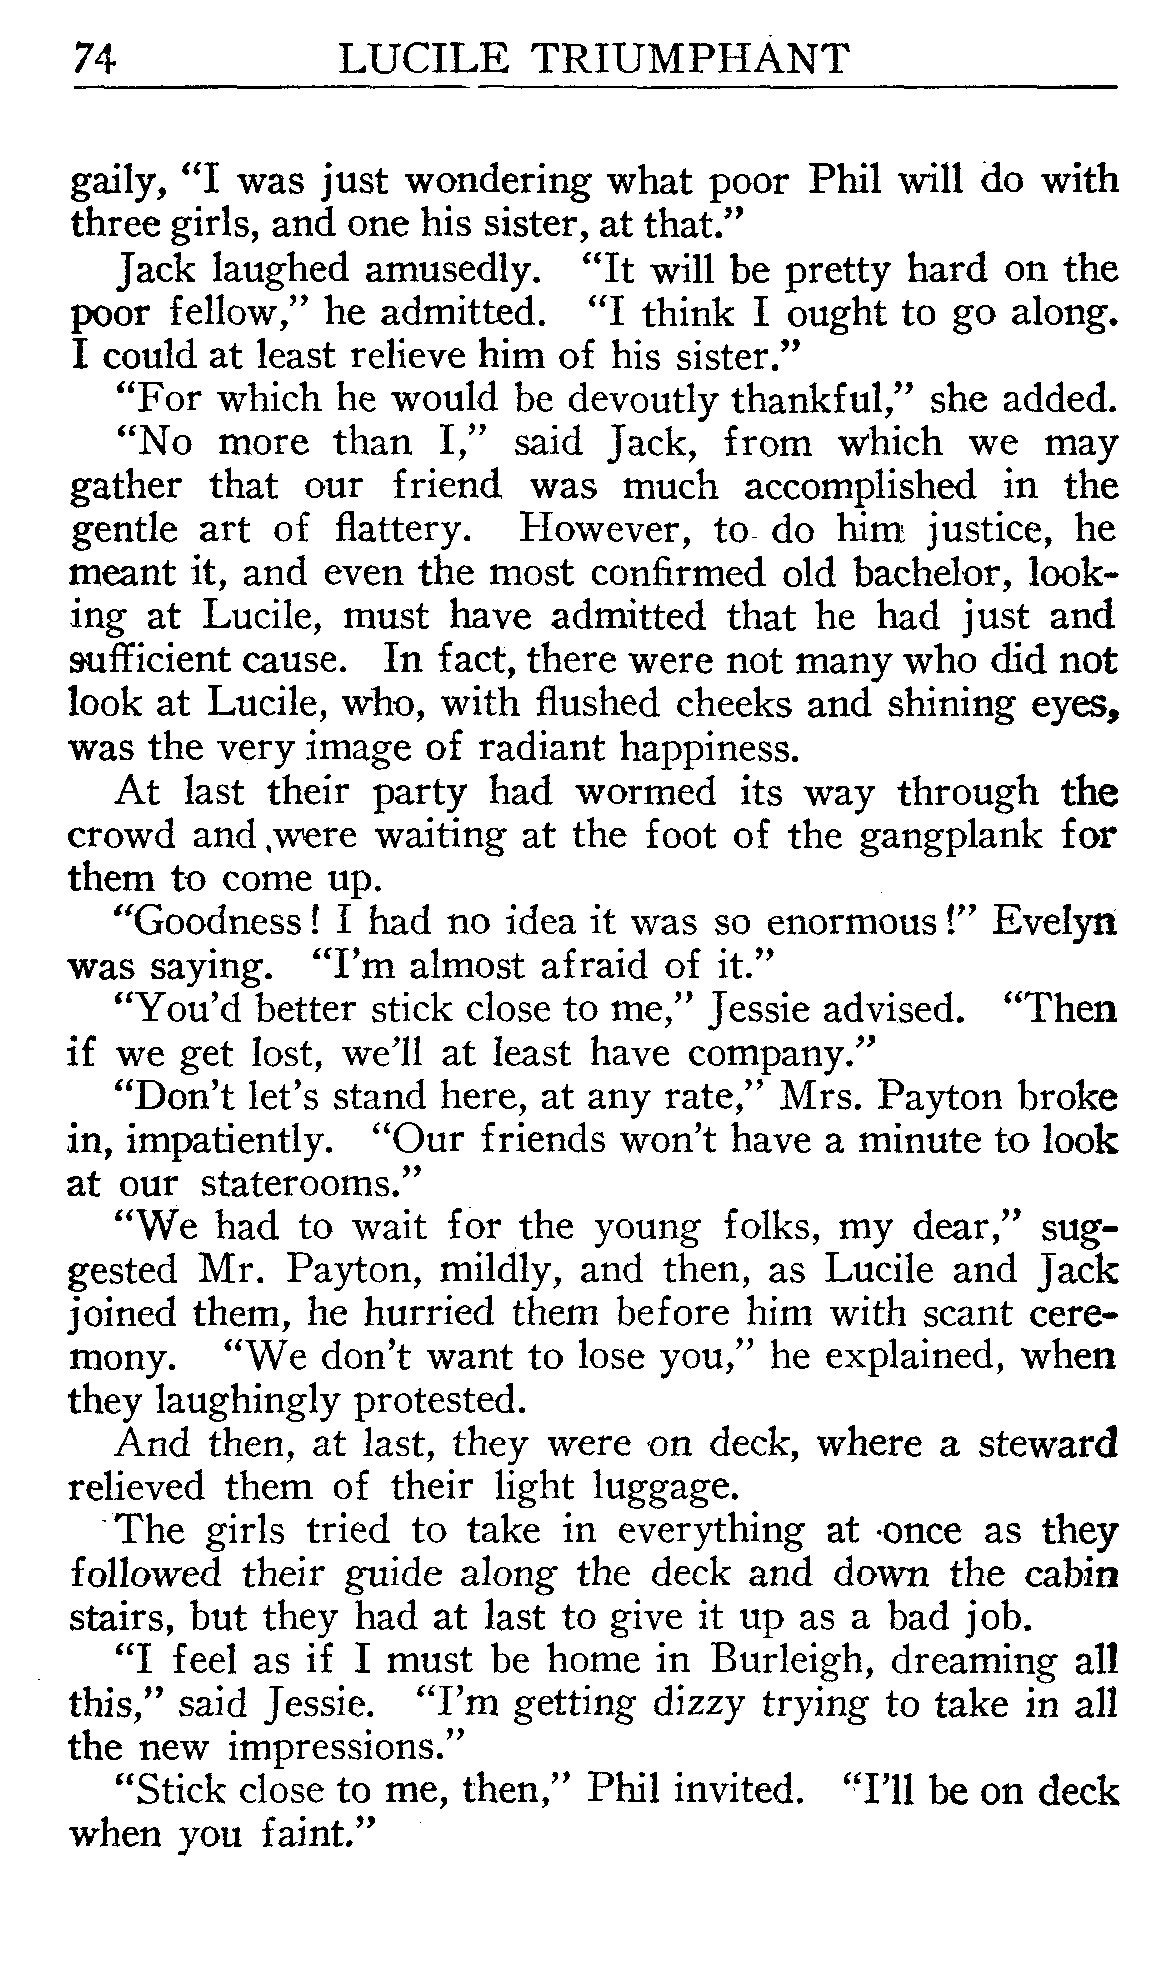 74 LUCILE TRIUMPHANT
gaily, “I was just wondering what poor Phil will do with
three girls, and one his sister, at that.”
Jack laughed amusedly. “It will be pretty hard on the
poor fellow,” he admitted. “I think I ought to go along.
I could at least relieve him of his sister.”
“For which he would be devoutly thankful,” she added.
“No more than I,” said Jack, from which we may
gather that our friend was much accomplished in the
gentle art of flattery. However, to do him justice, he
meant it, and even the most confirmed old bachelor, look-
ing at Lucile, must have admitted that he had just and
sufficient cause. In fact, there were not many who did not
look at Lucile, who, with flushed cheeks and shining eyes,
was the very image of radiant happiness.
At last their party had wormed its way through the
crowd and were waiting at the foot of the gangplank for
them to come up.
“Goodness! I had no idea it was so enormous!” Evelyn
was saying. “I’m almost afraid of it.”
“You’d better stick close to me,” Jessie advised. “Then
if we get lost, we’ll at least have company.”
“Don’t let’s stand here, at any rate,” Mrs. Payton broke
in, impatiently. “Our friends won’t have a minute to look
at our staterooms.”
“We had to wait for the young folks, my dear,” sug-
gested Mr. Payton, mildly, and then, as Lucile and Jack
joined them, he hurried them before him with scant cere-
mony. “We don’t want to lose you,” he explained, when
they laughingly protested.
And then, at last, they were on deck, where a steward
relieved them of their light luggage.
The girls tried to take in everything at once as they
followed their guide along the deck and down the cabin
stairs, but they had at last to give it up as a bad job.
“I feel as if I must be home in Burleigh, dreaming all
this,” said Jessie. “I’m getting dizzy trying to take in all
the new impressions.”
“Stick close to me, then,” Phil invited. “I’ll be on deck
when you faint.”